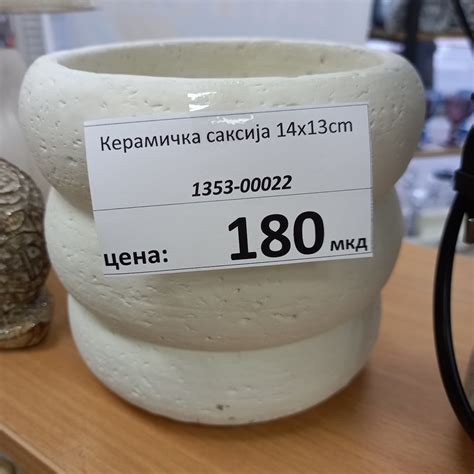 Керамичка саксија 14x13cm
1353-00022
цена: 180 мкд